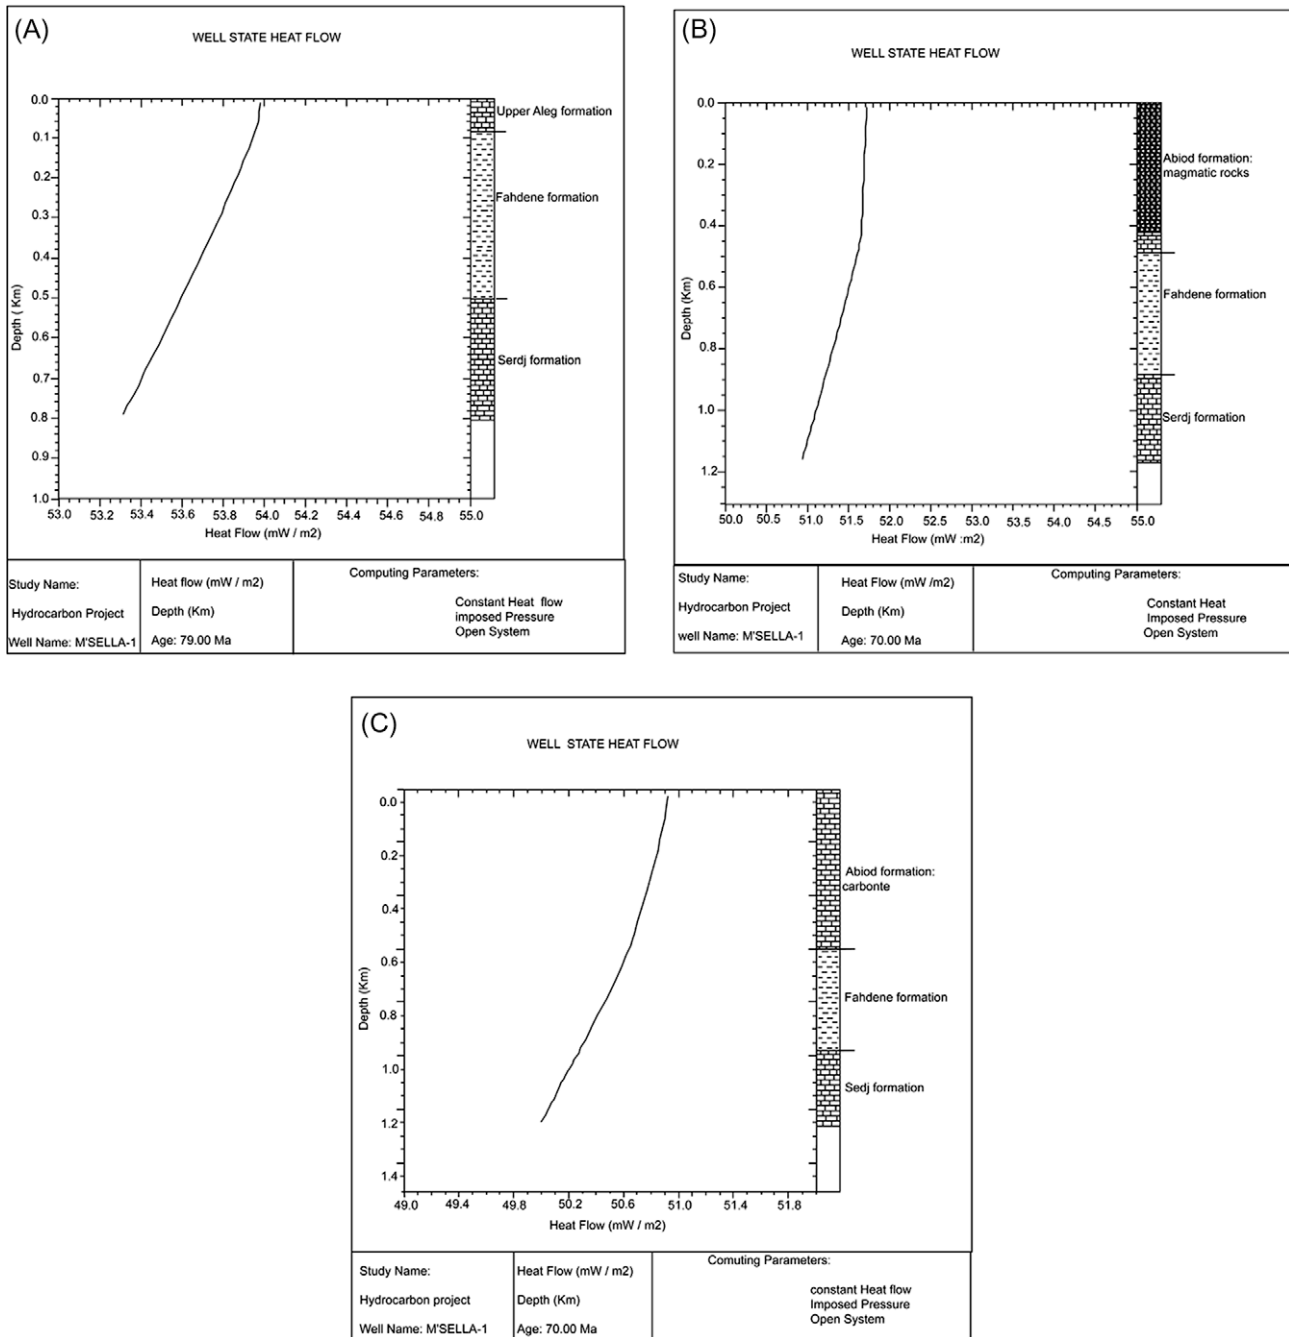 (A)
WELL STATE HEAT FLOW
0.0
0.1
0.2
0.3
0.4
0.5
0.6
0.7
0.8
0.9
1.0
Depth ( Km)
53.0 53.2 53.4 53.6 53.8 54.0 54.2 54.4 54.6 54.8 55.0
Heat Flow (mW / m2)
Upper Aleg formation
Fahdene formation
Serdj formation
Study Name:
Hydrocarbon Project
Well Name: M'SELLA-1
Heat flow (mW / m2)
Depth (Km)
Age: 79.00 Ma
Computing Parameters:
Constant Heat flow
imposed Pressure
Open System
(B)
WELL STATE HEAT FLOW
0.0
0.2
0.4
0.6
0.8
1.0
1.2
Depth ( Km)
50.0 50.5 51.0 51.5 52.0 52.5 53.0 53.5 54.0 54.5 55.0
Heat Flow (mW :m2)
Abiod formation:
magmatic rocks
Fahdene formation
Serdj formation
Study Name:
Hydrocarbon Project
well Name: M'SELLA-1
Heat Flow (mW /m2)
Depth (Km)
Age: 70.00 Ma
Computing Parameters:
Constant Heat
Imposed Pressure
Open System
(C)
WELL STATE HEAT FLOW
0.0
0.2
0.4
0.6
0.8
1.0
1.2
1.4
Depth (Km)
49.0 49.4 49.8 50.2 50.6 51.0 51.4 51.8
Heat Flow (mW / m2)
Abiod formation:
carbonte
Fahdene formation
Sedj formation
Study Name:
Hydrocarbon project
Well Name: M'SELLA-1
Heat Flow (mW / m2)
Depth (Km)
Age: 70.00 Ma
Comuting Parameters:
constant Heat flow
Imposed Pressure
Open System